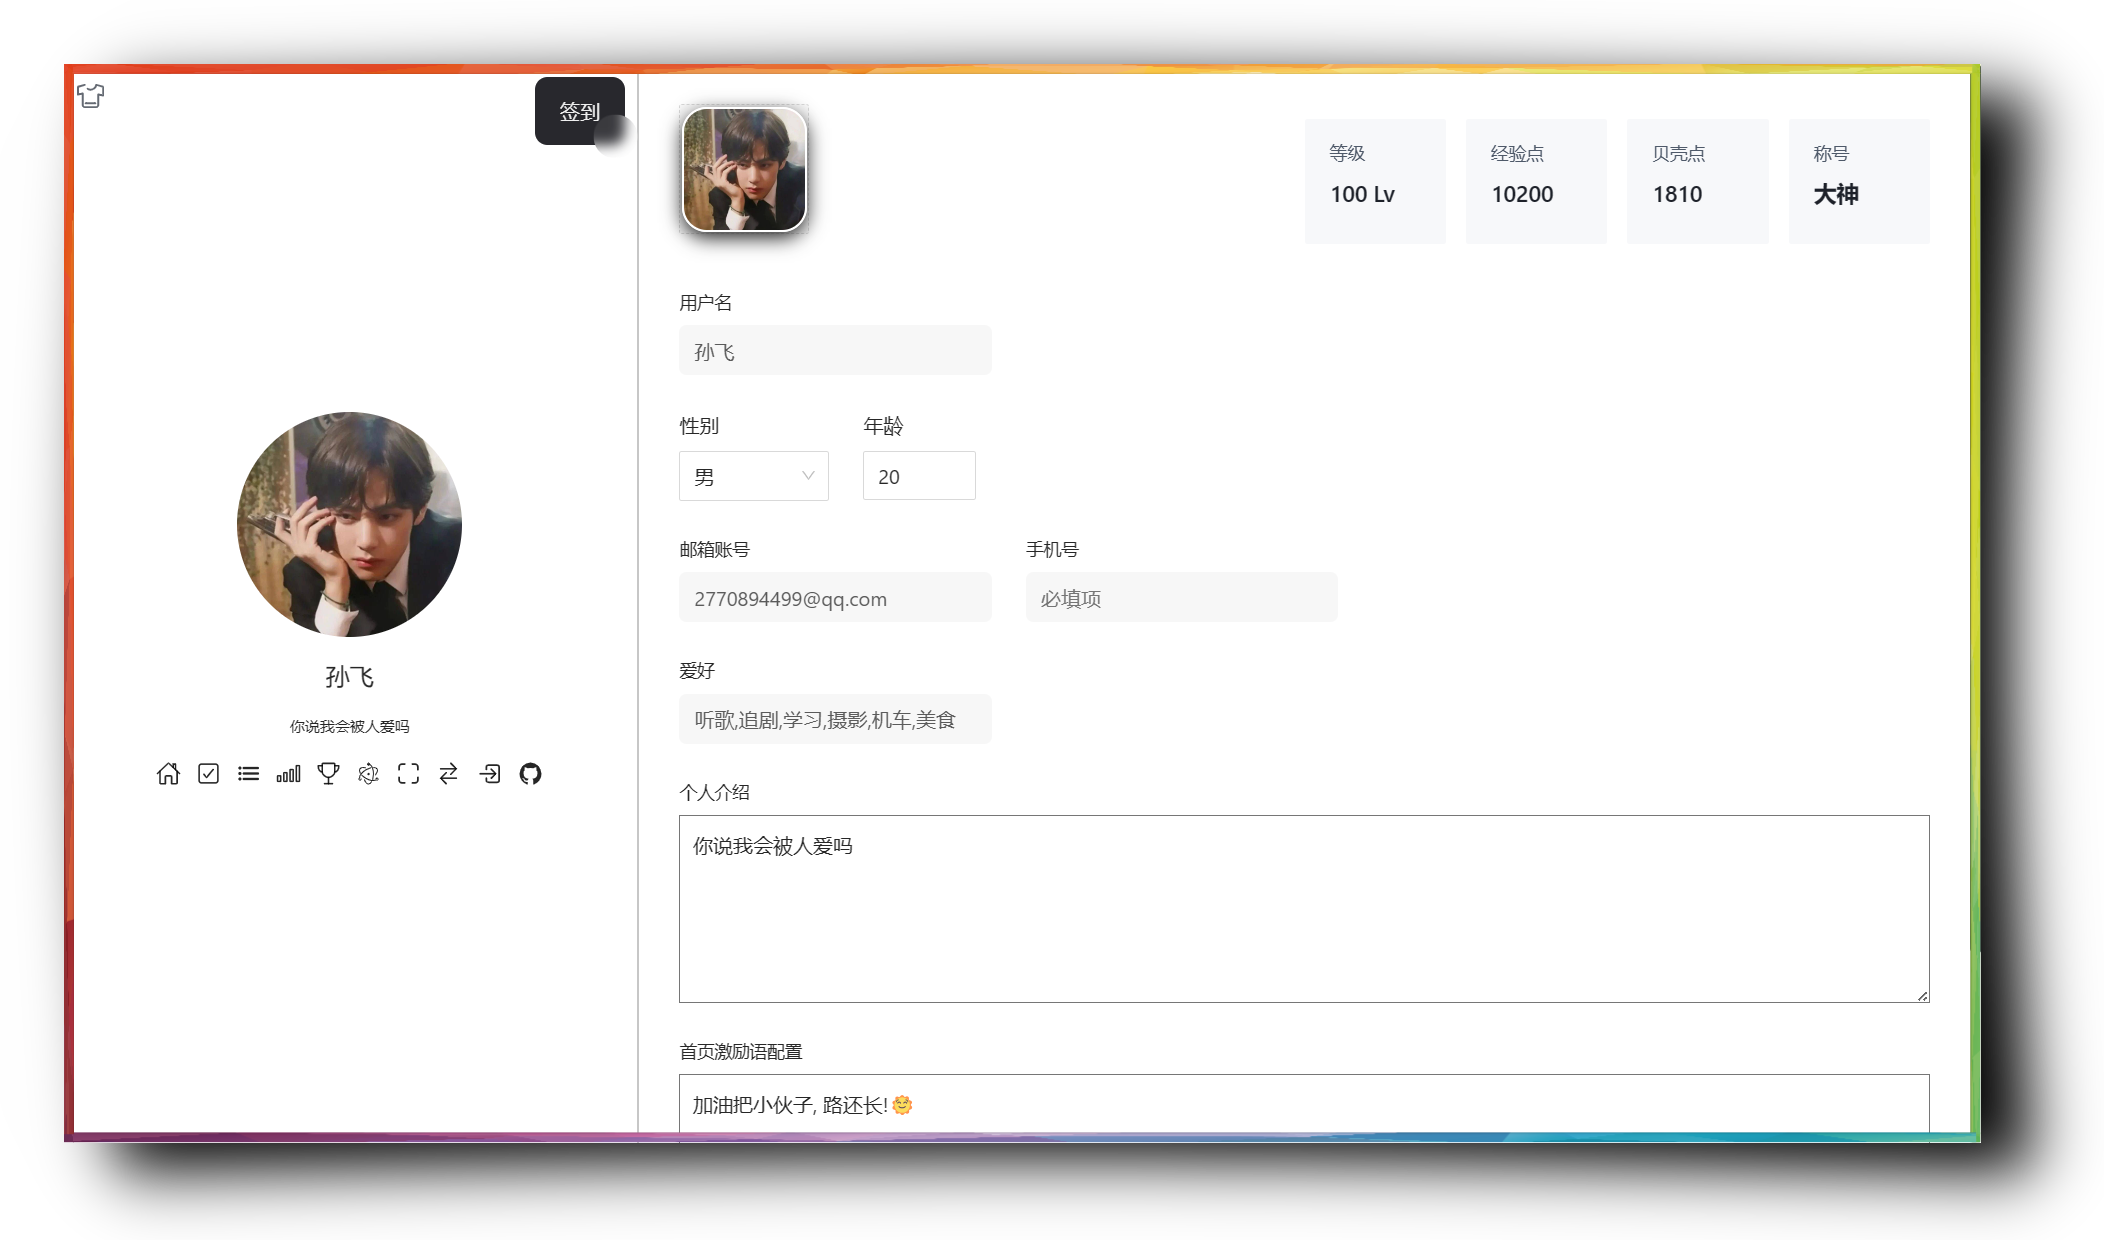 签到
孙飞
你说我会被人爱吗
等级
100 Lv
经验点
10200
贝壳点
1810
称号
大神
用户名
孙飞
性别
男
年龄
20
邮箱账号
2770894499@qq.com
手机号
必填项
爱好
听歌,追剧,学习,摄影,机车,美食
个人介绍
你说我会被人爱吗
首页激励语配置
加油把小伙子, 路还长!🌞